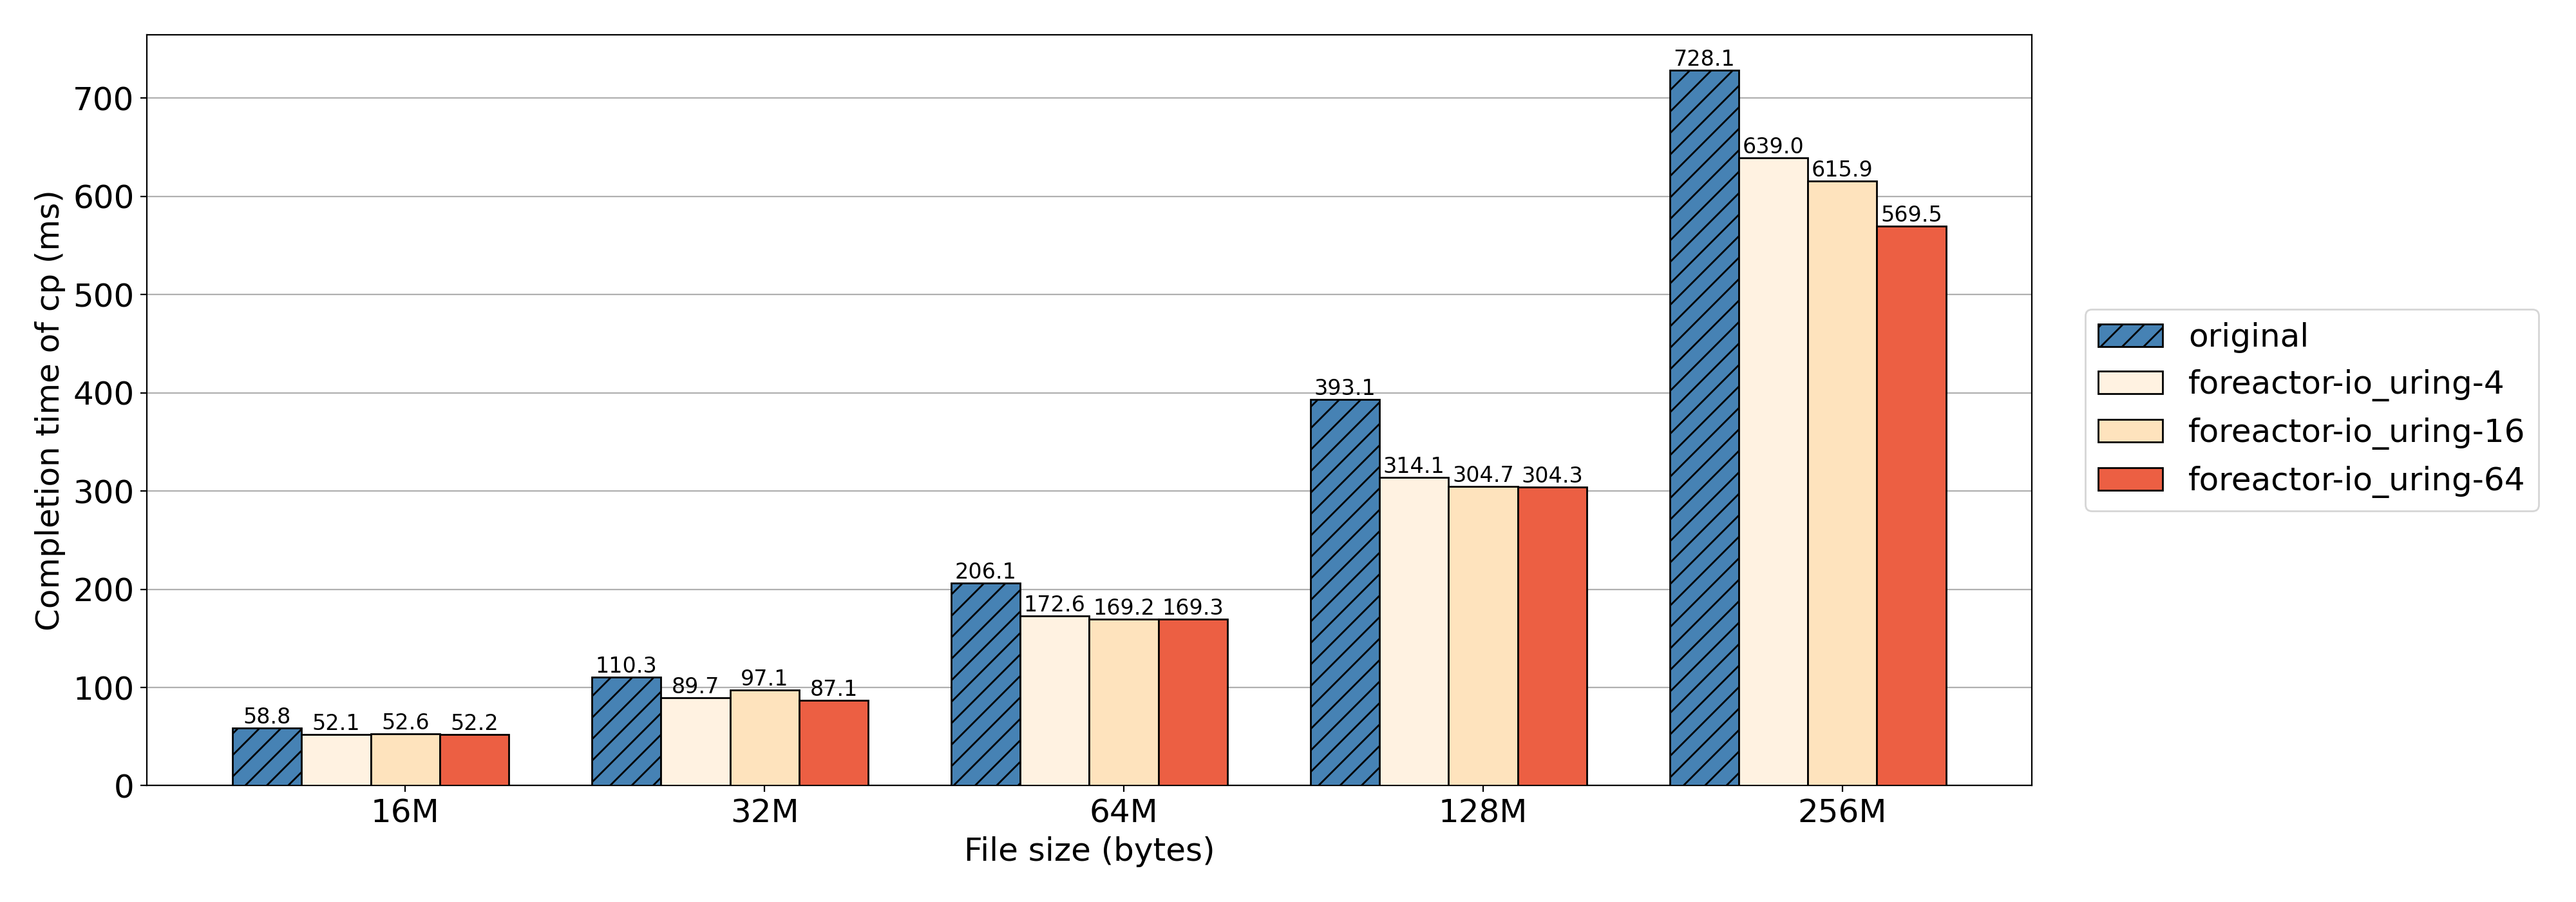 Completion time of cp (ms)
700
600
500
400
300
200
100
0
58.8
52.1
52.6
52.2
110.3
89.7
97.1
87.1
206.1
172.6
169.2
169.3
393.1
314.1
304.7
304.3
728.1
639.0
615.9
569.5
16M
32M
64M
128M
256M
File size (bytes)
original
foreactor-io_uring-4
foreactor-io_uring-16
foreactor-io_uring-64